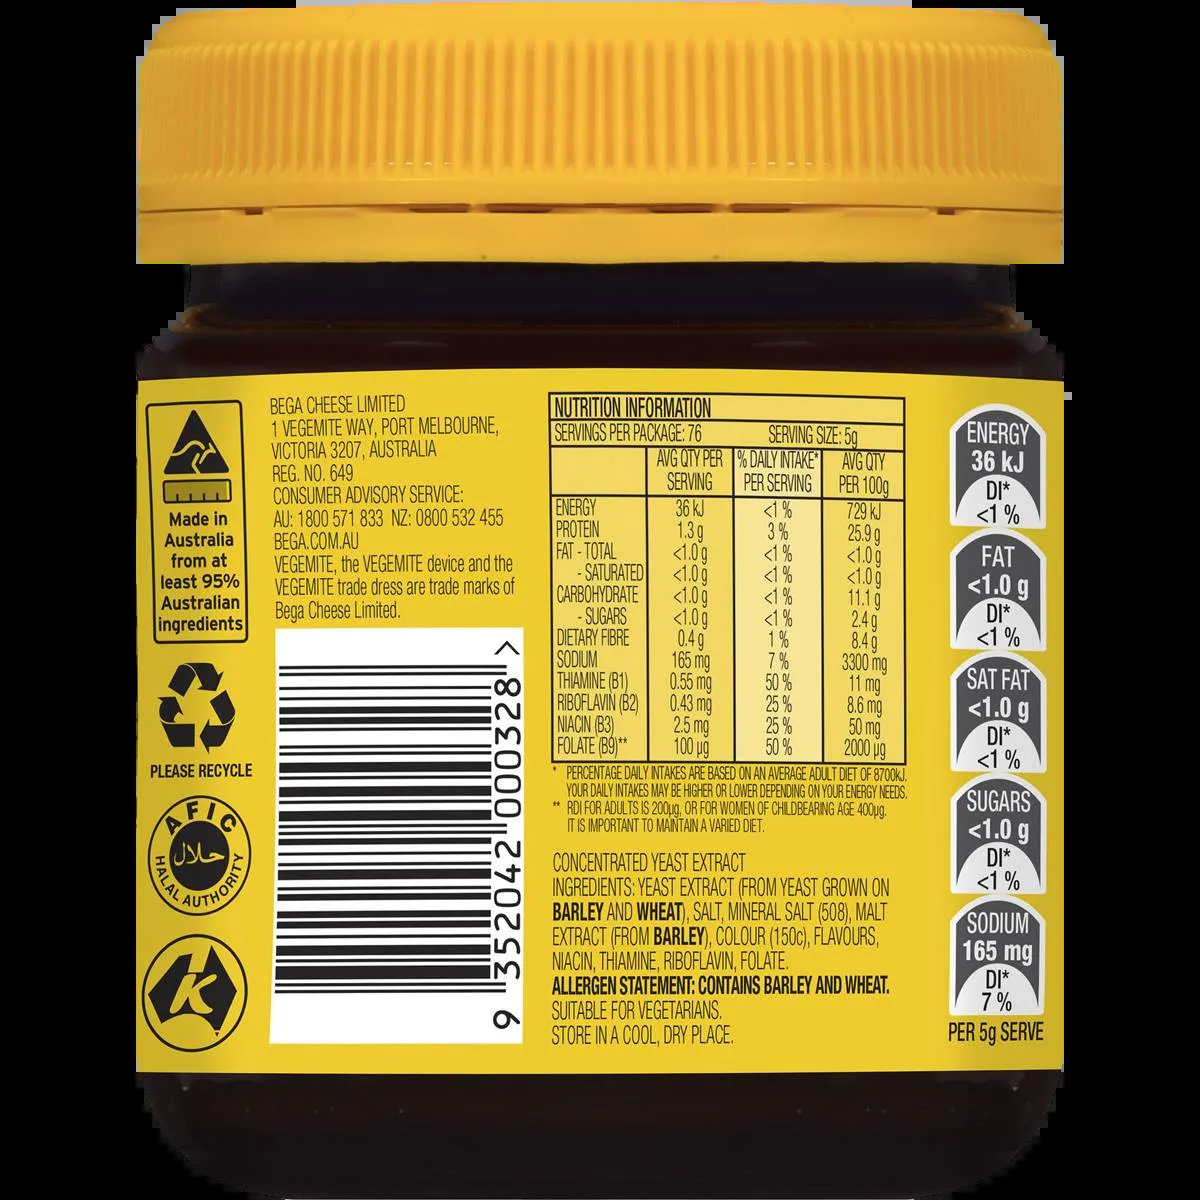 Made in
Australia
from at
least 95%
Australian
ingredients
PLEASE RECYCLE
AFIC
حلال
HALAL AUTHORITY
K
BEGA CHEESE LIMITED
1 VEGEMITE WAY, PORT MELBOURNE,
VICTORIA 3207, AUSTRALIA
REG. NO. 649
CONSUMER ADVISORY SERVICE:
AU: 1800 571 833 NZ: 0800 532 455
BEGA.COM.AU
VEGEMITE, the VEGEMITE device and the
VEGEMITE trade dress are trade marks of
Bega Cheese Limited.
9 352042 000328 >
NUTRITION INFORMATION
SERVINGS PER PACKAGE: 76 SERVING SIZE: 5g
AVG QTY PER SERVING % DAILY INTAKE* PER SERVING AVG QTY PER 100g
ENERGY 36 kJ <1 % 729 kJ
PROTEIN 1.3 g 3 % 25.9 g
FAT - TOTAL <1.0 g <1 % <1.0 g
- SATURATED <1.0 g <1 % <1.0 g
CARBOHYDRATE <1.0 g <1 % 11.1 g
- SUGARS <1.0 g <1 % 2.4 g
DIETARY FIBRE 0.4 g 1 % 8.4 g
SODIUM 165 mg 7 % 3300 mg
THIAMINE (B1) 0.55 mg 50 % 11 mg
RIBOFLAVIN (B2) 0.43 mg 25 % 8.6 mg
NIACIN (B3) 2.5 mg 25 % 50 mg
FOLATE (B9)** 100 µg 50 % 2000 µg
* PERCENTAGE DAILY INTAKES ARE BASED ON AN AVERAGE ADULT DIET OF 8700kJ.
YOUR DAILY INTAKES MAY BE HIGHER OR LOWER DEPENDING ON YOUR ENERGY NEEDS.
** RDI FOR ADULTS IS 200µg, OR FOR WOMEN OF CHILDBEARING AGE 400µg.
IT IS IMPORTANT TO MAINTAIN A VARIED DIET.
CONCENTRATED YEAST EXTRACT
INGREDIENTS: YEAST EXTRACT (FROM YEAST GROWN ON
BARLEY AND WHEAT), SALT, MINERAL SALT (508), MALT
EXTRACT (FROM BARLEY), COLOUR (150c), FLAVOURS,
NIACIN, THIAMINE, RIBOFLAVIN, FOLATE.
ALLERGEN STATEMENT: CONTAINS BARLEY AND WHEAT.
SUITABLE FOR VEGETARIANS.
STORE IN A COOL, DRY PLACE.
ENERGY
36 kJ
DI*
<1 %
FAT
<1.0 g
DI*
<1 %
SAT FAT
<1.0 g
DI*
<1 %
SUGARS
<1.0 g
DI*
<1 %
SODIUM
165 mg
DI*
7 %
PER 5g SERVE